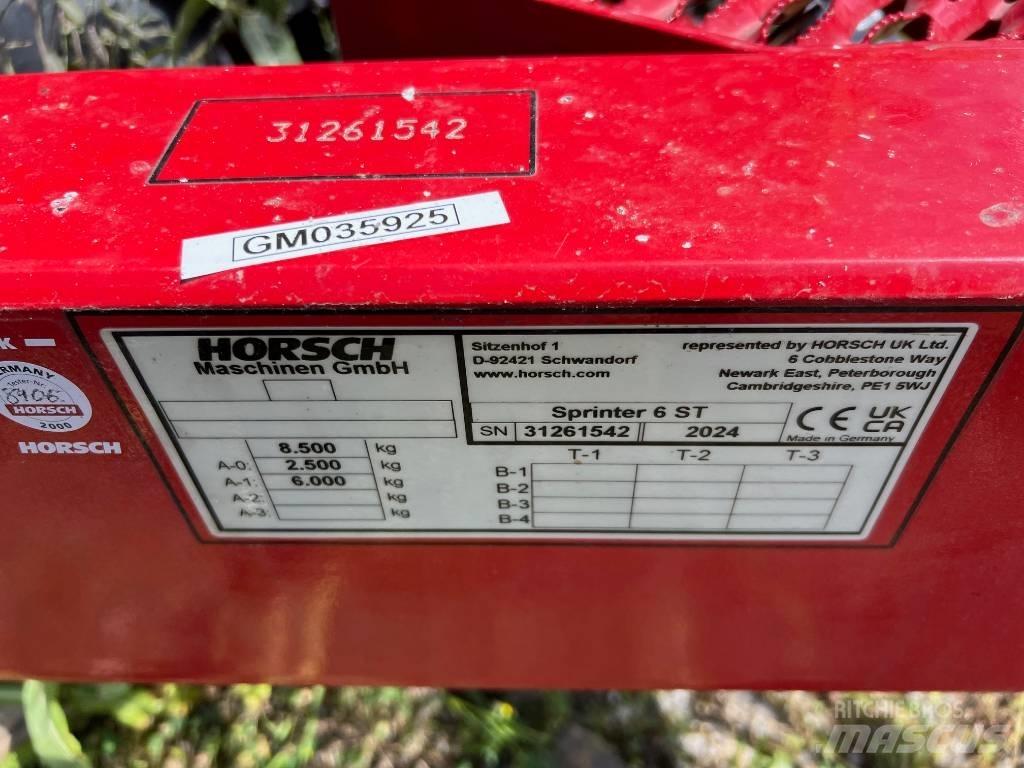 31261542
GM035925
K
HORSCH
Maschinen GmbH
Sitzenhof 1
D-92421 Schwandorf
www.horsch.com
represented by HORSCH UK Ltd.
6 Cobblestone Way
Newark East, Peterborough
Cambridgeshire, PE1 5WJ
Sprinter 6 ST
SN 31261542 2024
CE UK CA
Made in Germany
8.500 kg
A-0: 2.500 kg
A-1: 6.000 kg
A-2: kg
A-3: kg
T-1 T-2 T-3
B-1
B-2
B-3
B-4
HORSCH
2000
HORSCH
RITCHIE BROS.
MASCUS